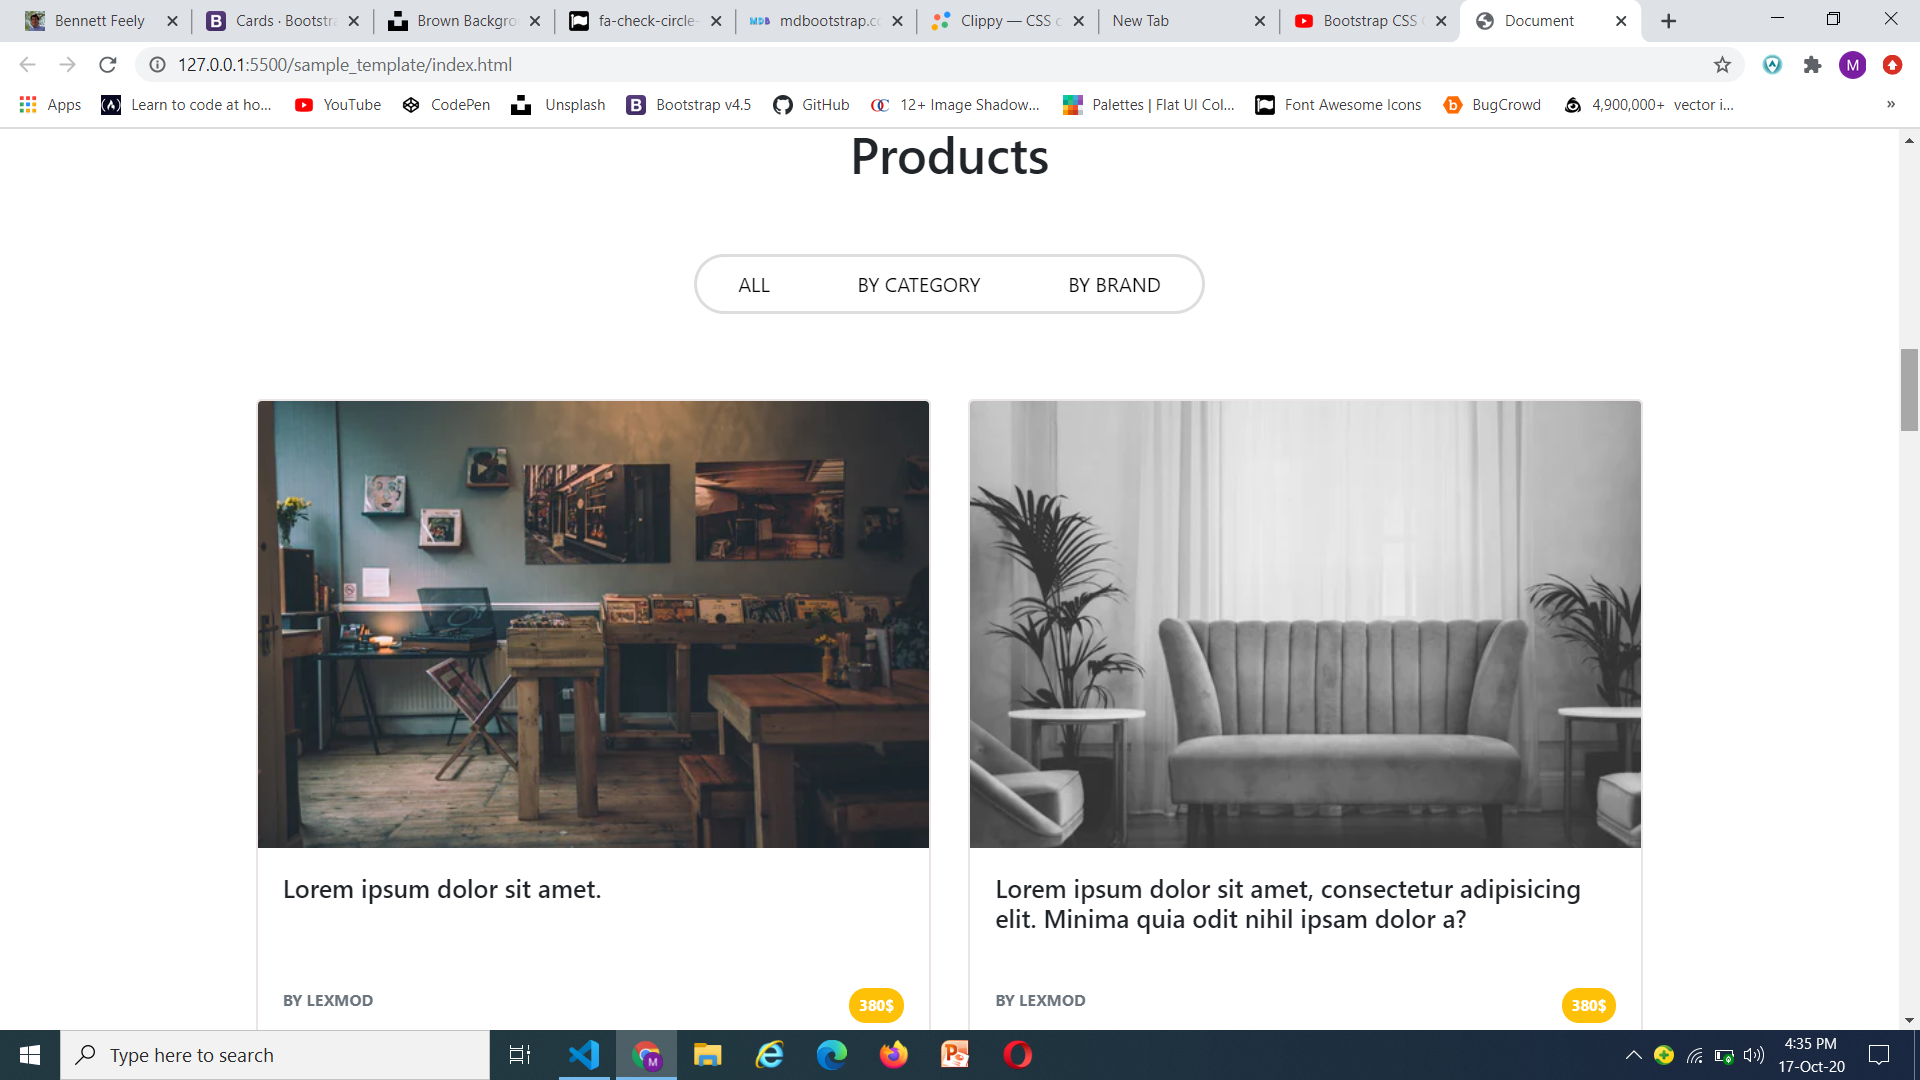 Bennett Feely
Cards · Bootstra
Brown Backgro
fa-check-circle-
mdbootstrap.c
Clippy — CSS c
New Tab
Bootstrap CSS
Document
127.0.0.1:5500/sample_template/index.html
M
Apps
Learn to code at ho...
YouTube
CodePen
Unsplash
Bootstrap v4.5
GitHub
12+ Image Shadow...
Palettes | Flat UI Col...
Font Awesome Icons
BugCrowd
4,900,000+ vector i...
»
Products
ALL
BY CATEGORY
BY BRAND
Lorem ipsum dolor sit amet.
BY LEXMOD
380$
Lorem ipsum dolor sit amet, consectetur adipisicing
elit. Minima quia odit nihil ipsam dolor a?
BY LEXMOD
380$
Type here to search
4:35 PM
17-Oct-20